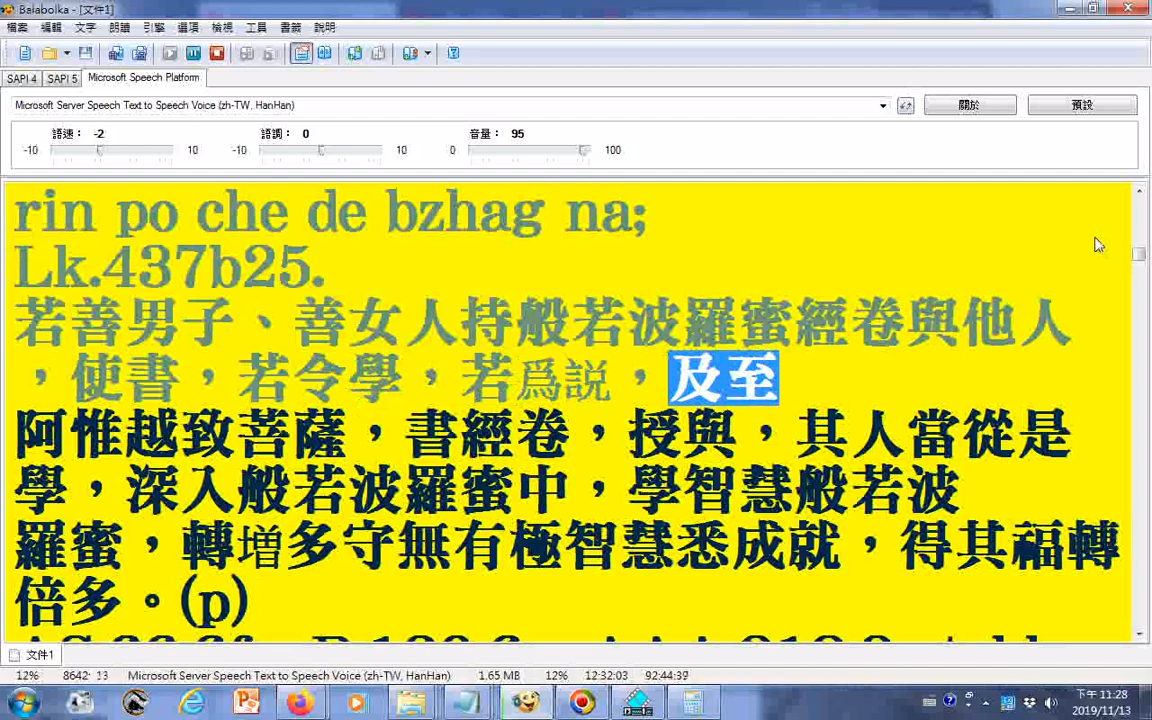 Balabolka - [文件1]
檔案 編輯 文字 朗讀 引擎 選項 檢視 工具 書籤 說明
SAPI 4 SAPI 5 Microsoft Speech Platform
Microsoft Server Speech Text to Speech Voice (zh-TW, HanHan)
關於 預設
語速： -2 語調： 0 音量： 95
-10 10 -10 10 0 100
rin po che de bzhag na;
Lk.437b25.
若善男子、善女人持般若波羅蜜經卷與他人
，使書，若令學，若爲説，及至
阿惟越致菩薩，書經卷，授與，其人當從是
學，深入般若波羅蜜中，學智慧般若波
羅蜜，轉增多守無有極智慧悉成就，得其福轉
倍多。(p)
文件1
12% 8642: 13 Microsoft Server Speech Text to Speech Voice (zh-TW, HanHan) 1.65 MB 12% 12:32:03 92:44:39
下午 11:28
2019/11/13